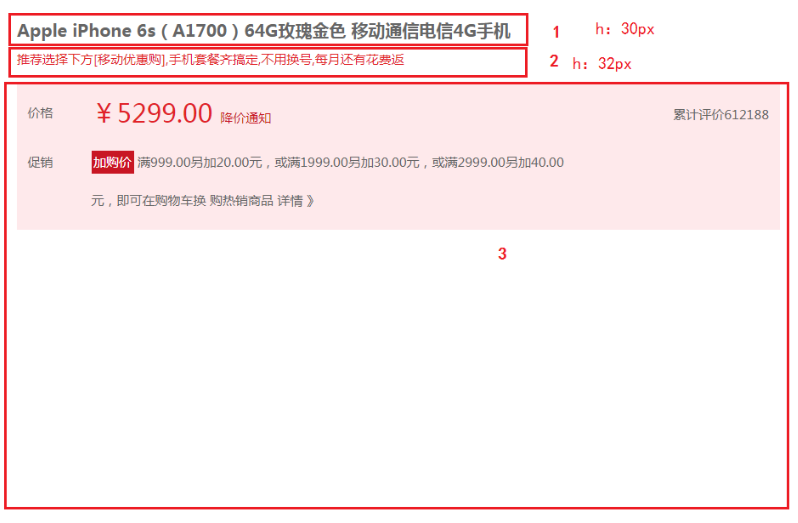 Apple iPhone 6s（A1700）64G玫瑰金色 移动通信电信4G手机
1 h：30px
推荐选择下方[移动优惠购],手机套餐齐搞定,不用换号,每月还有花费返
2 h：32px
价格 ￥5299.00 降价通知 累计评价612188
促销 加购价 满999.00另加20.00元，或满1999.00另加30.00元，或满2999.00另加40.00
元，即可在购物车换 购热销商品 详情 》
3